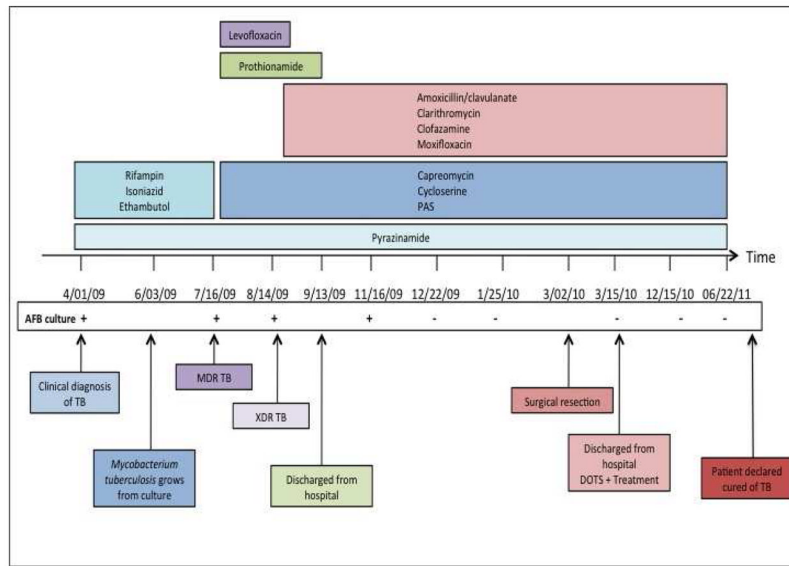 Levofloxacin
Prothionamide
Amoxicillin/clavulanate
Clarithromycin
Clofazamine
Moxifloxacin
Rifampin
Isoniazid
Ethambutol
Capreomycin
Cycloserine
PAS
Pyrazinamide
Time
4/01/09 6/03/09 7/16/09 8/14/09 9/13/09 11/16/09 12/22/09 1/25/10 3/02/10 3/15/10 12/15/10 06/22/11
AFB culture + + + + - - - - -
Clinical diagnosis
of TB
MDR TB
XDR TB
Surgical resection
Mycobacterium
tuberculosis grows
from culture
Discharged from
hospital
Discharged from
hospital
DOTS + Treatment
Patient declared
cured of TB